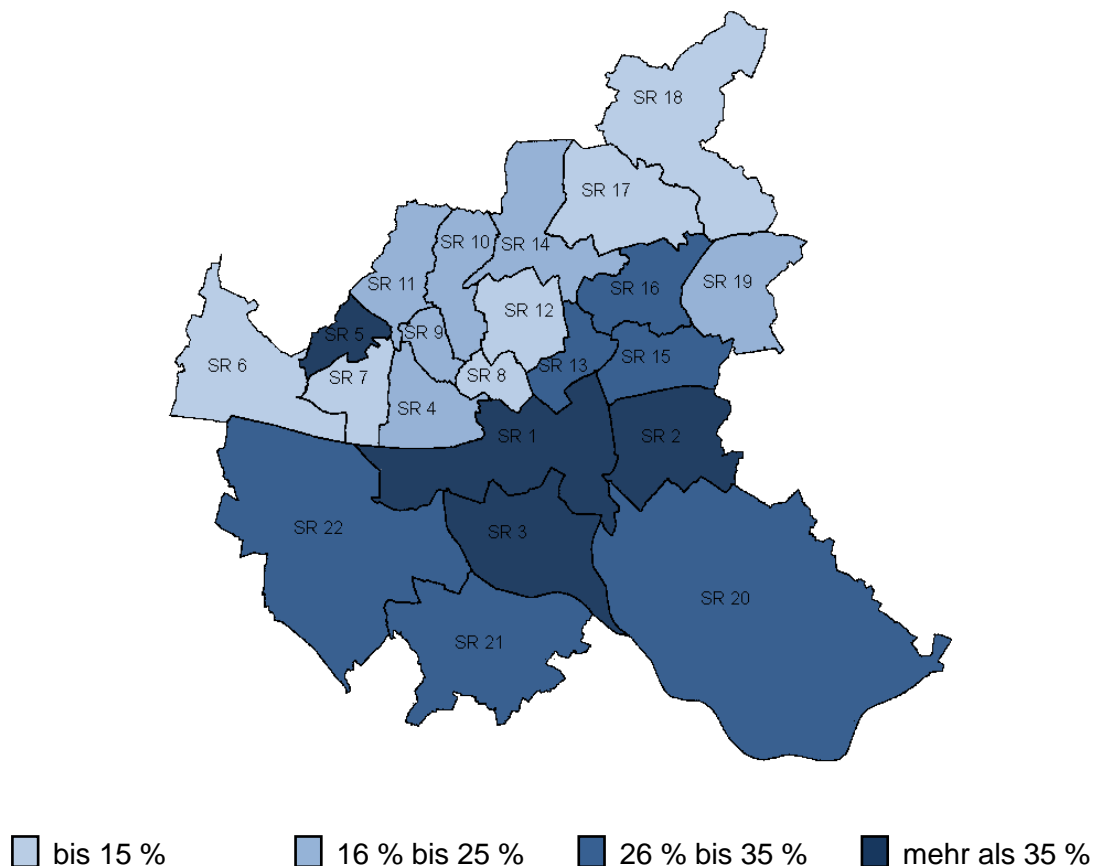 SR 18
SR 17
SR 10
SR 14
SR 11
SR 19
SR 16
SR 12
SR 5
SR 9
SR 15
SR 6
SR 13
SR 7
SR 8
SR 4
SR 1
SR 2
SR 22
SR 3
SR 20
SR 21
bis 15 % 16 % bis 25 % 26 % bis 35 % mehr als 35 %